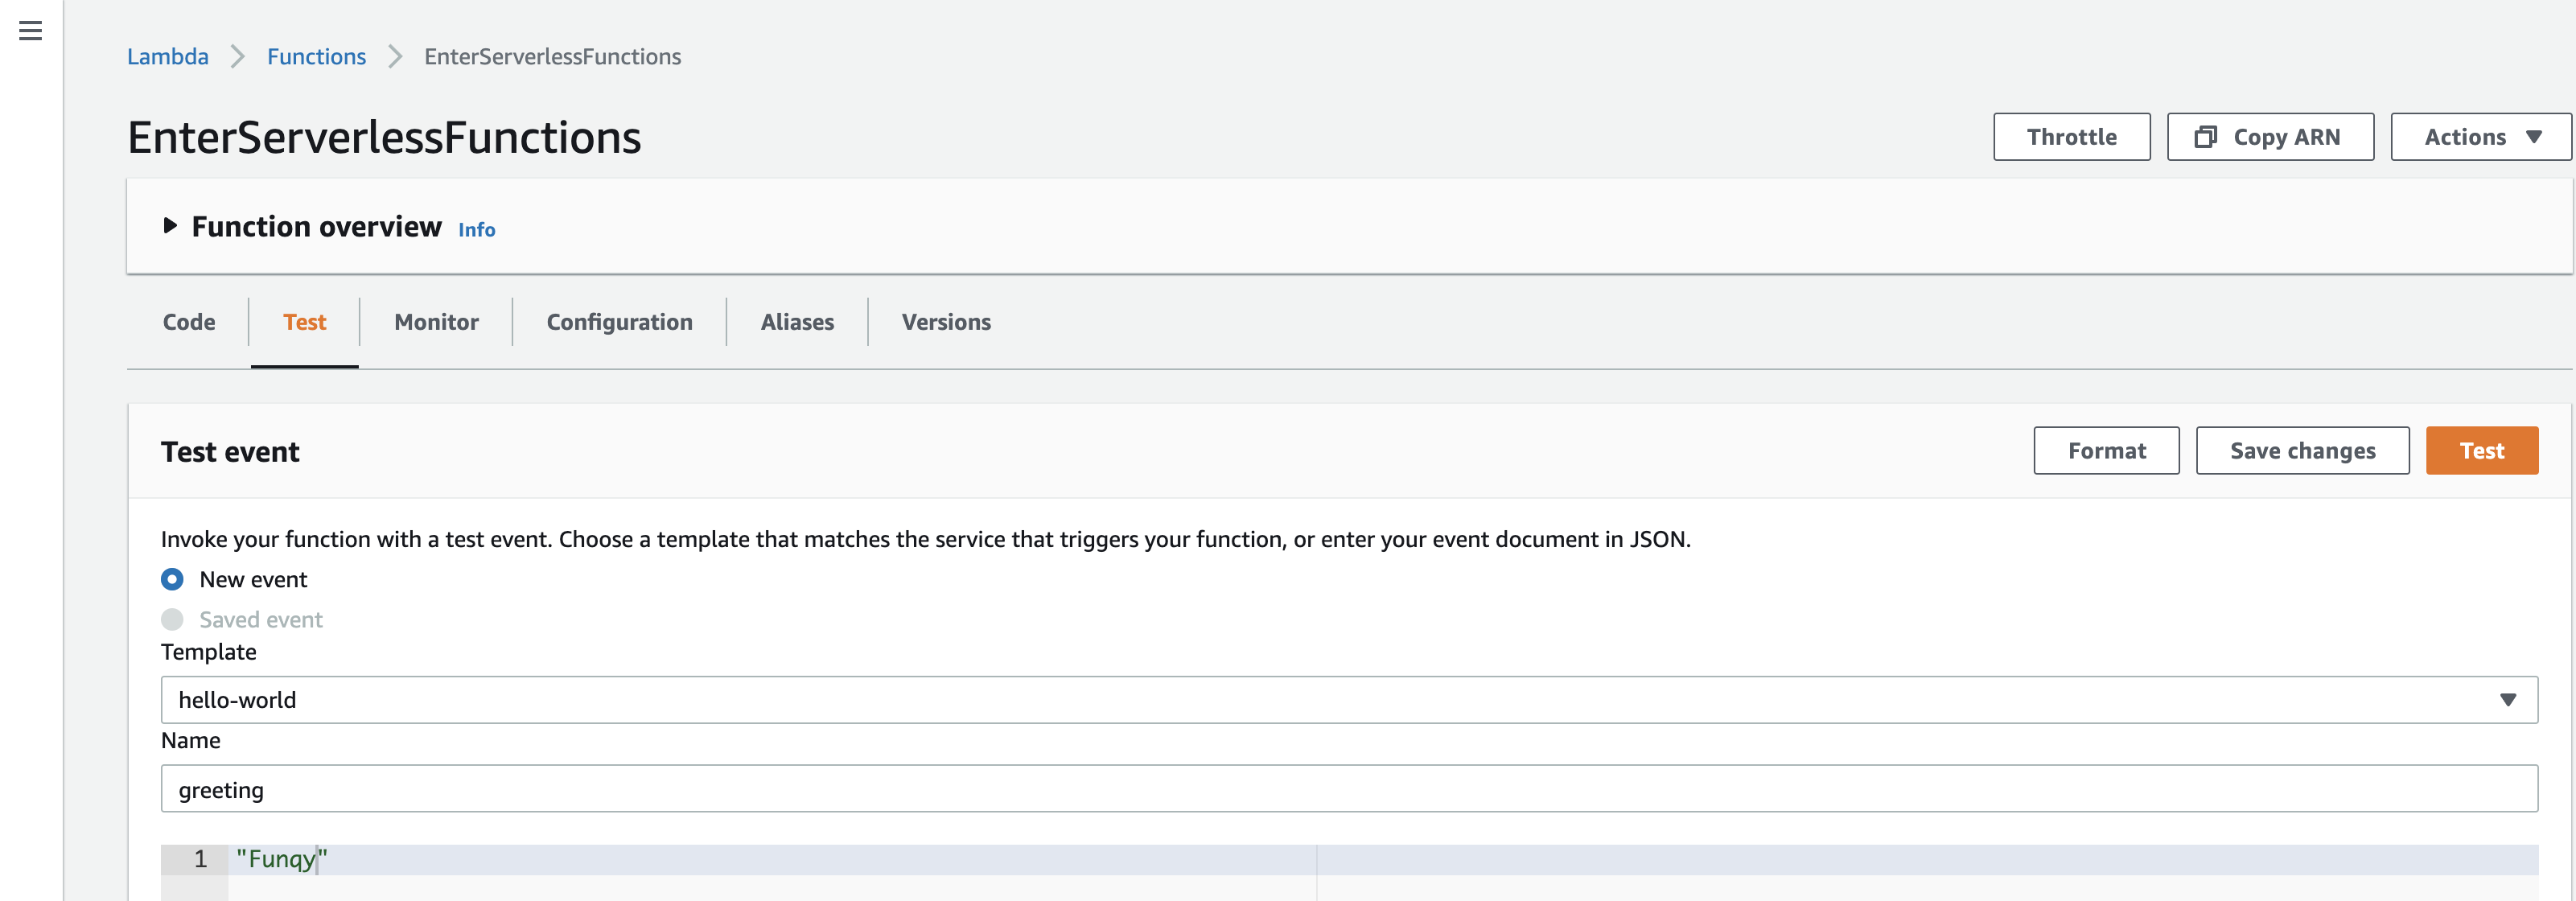 Lambda > Functions > EnterServerlessFunctions
EnterServerlessFunctions
Throttle Copy ARN Actions
Function overview Info
Code Test Monitor Configuration Aliases Versions
Test event
Format Save changes Test
Invoke your function with a test event. Choose a template that matches the service that triggers your function, or enter your event document in JSON.
New event
Saved event
Template
hello-world
Name
greeting
1 "Funqy"